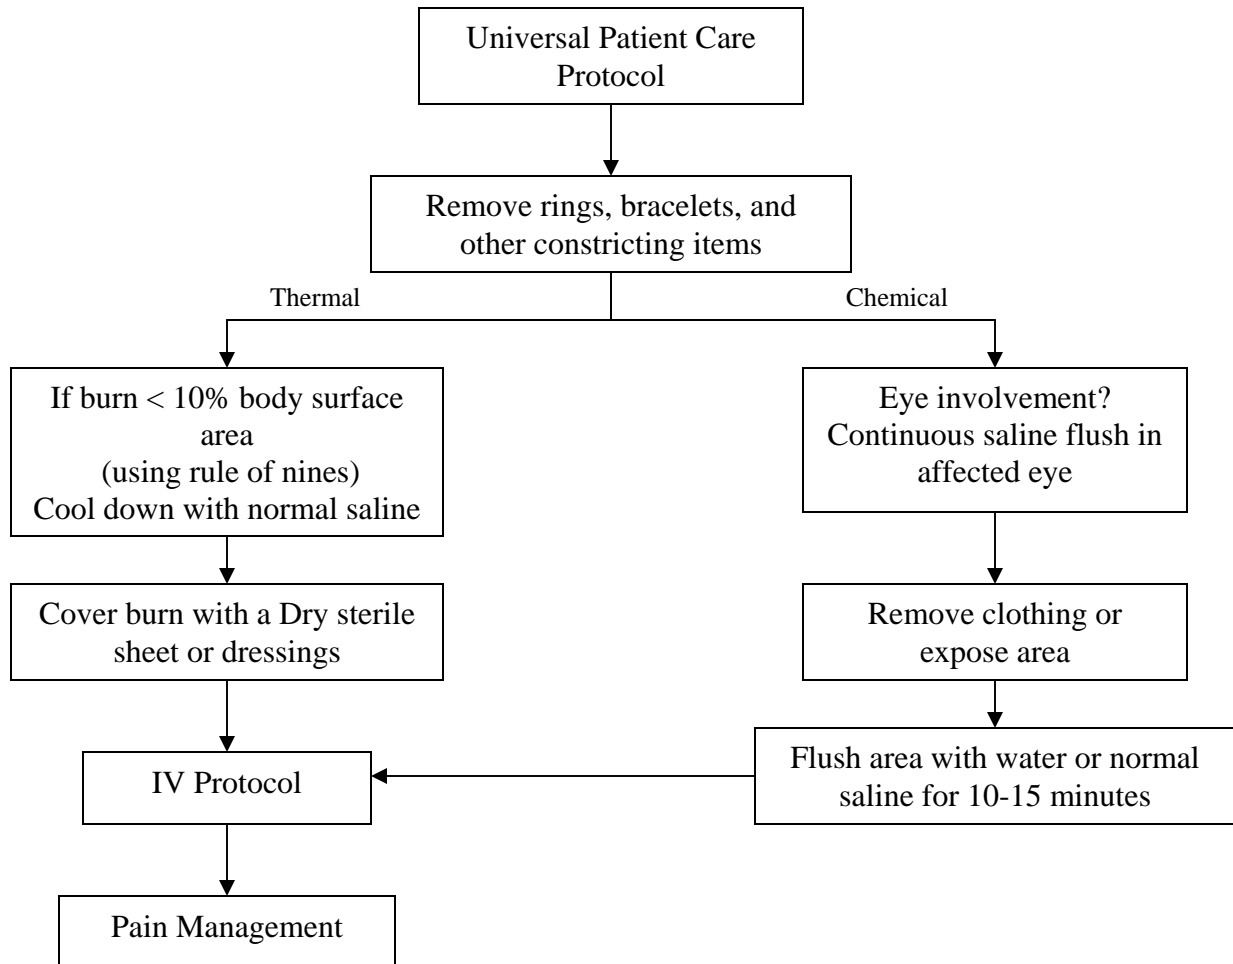 Universal Patient Care
Protocol
Remove rings, bracelets, and
other constricting items
Thermal
Chemical
If burn < 10% body surface
area
(using rule of nines)
Cool down with normal saline
Cover burn with a Dry sterile
sheet or dressings
Eye involvement?
Continuous saline flush in
affected eye
Remove clothing or
expose area
Flush area with water or normal
saline for 10-15 minutes
IV Protocol
Pain Management